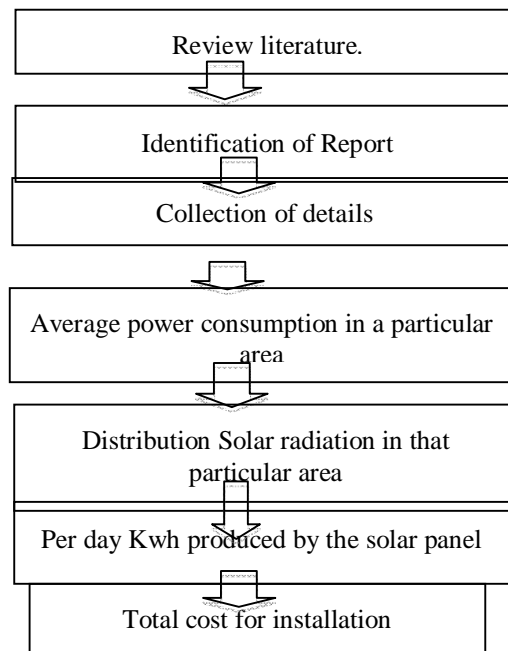 Review literature.
Identification of Report
Collection of details
Average power consumption in a particular
area
Distribution Solar radiation in that
particular area
Per day Kwh produced by the solar panel
Total cost for installation